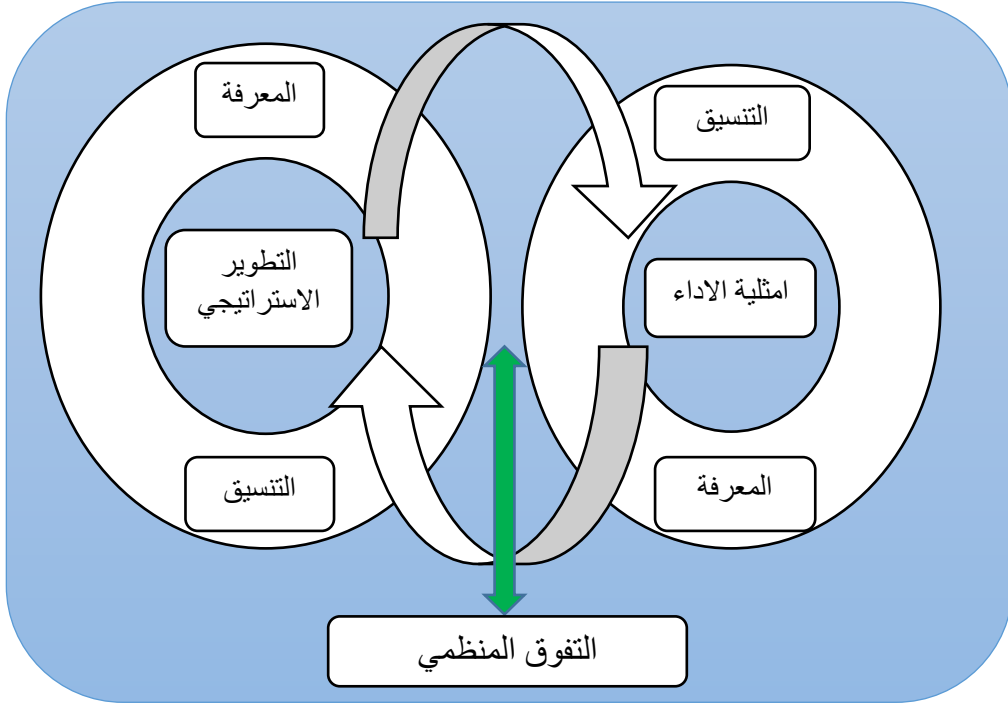 المعرفة
التنسيق
التطوير
الاستراتيجي
امثلية الاداء
التنسيق
المعرفة
التفوق المنظمي